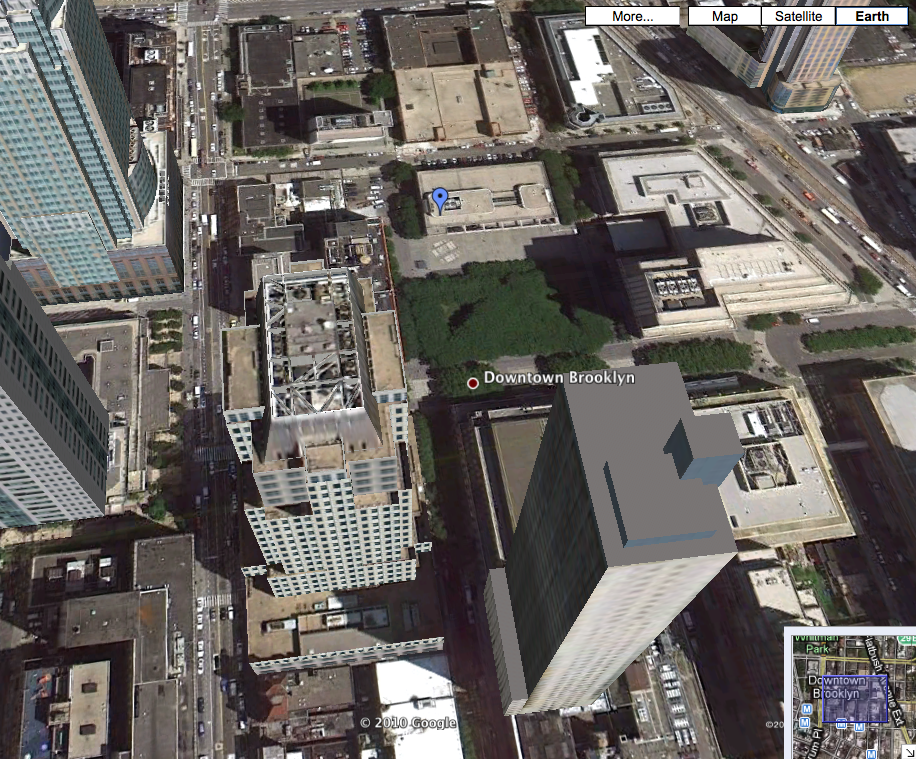 More...
Map
Satellite
Earth
Downtown Brooklyn
Whitman
Park
Downtown
Brooklyn
M
M
M
M
M
© 2010 Google